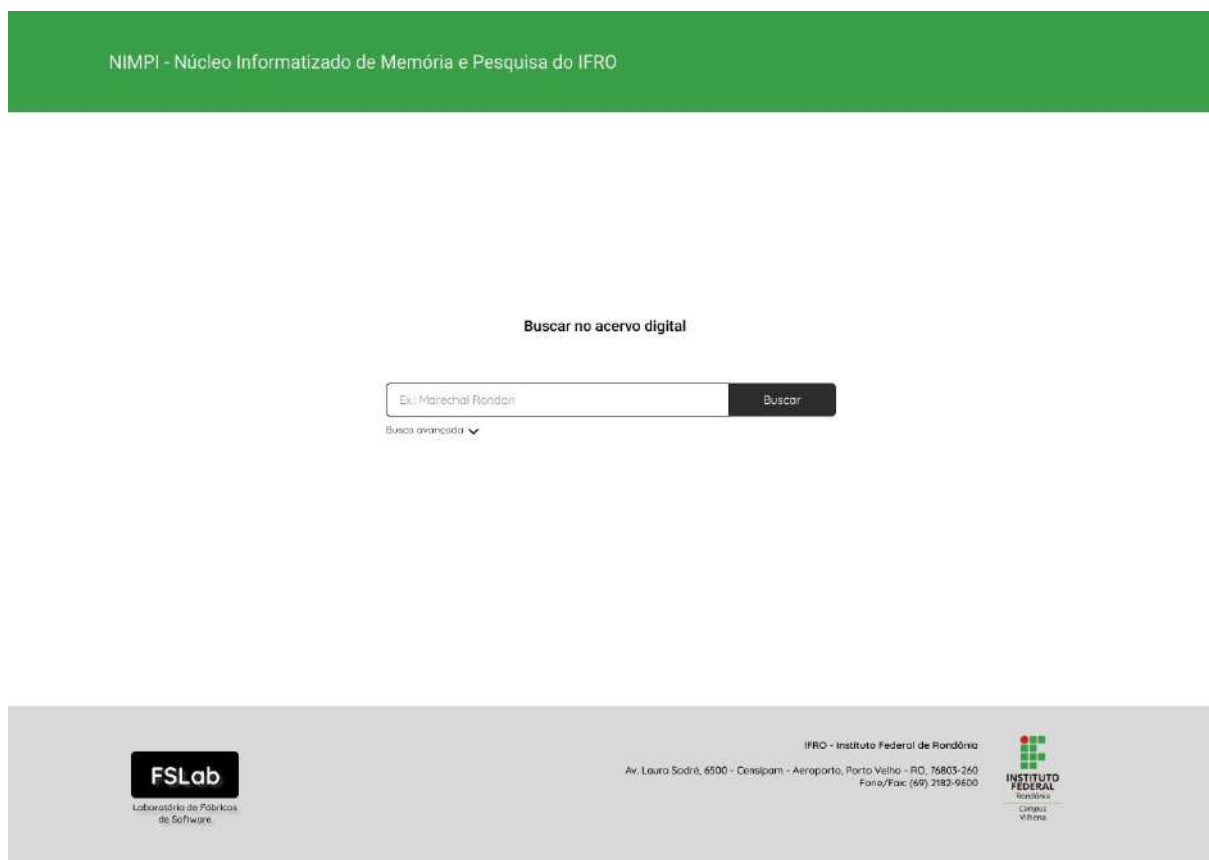 NIMPI - Núcleo Informatizado de Memória e Pesquisa do IFRO
Buscar no acervo digital
Ex.: Marechal Rondon
Buscar
Busca avançada
FSLab
Laboratório de Fábricas
de Software
IFRO - Instituto Federal de Rondônia
Av. Lauro Sodré, 6500 - Censipam - Aeroporto, Porto Velho - RO, 76803-260
Fone/Fax: (69) 2182-9600
INSTITUTO
FEDERAL
Rondônia
Campus
Vilhena